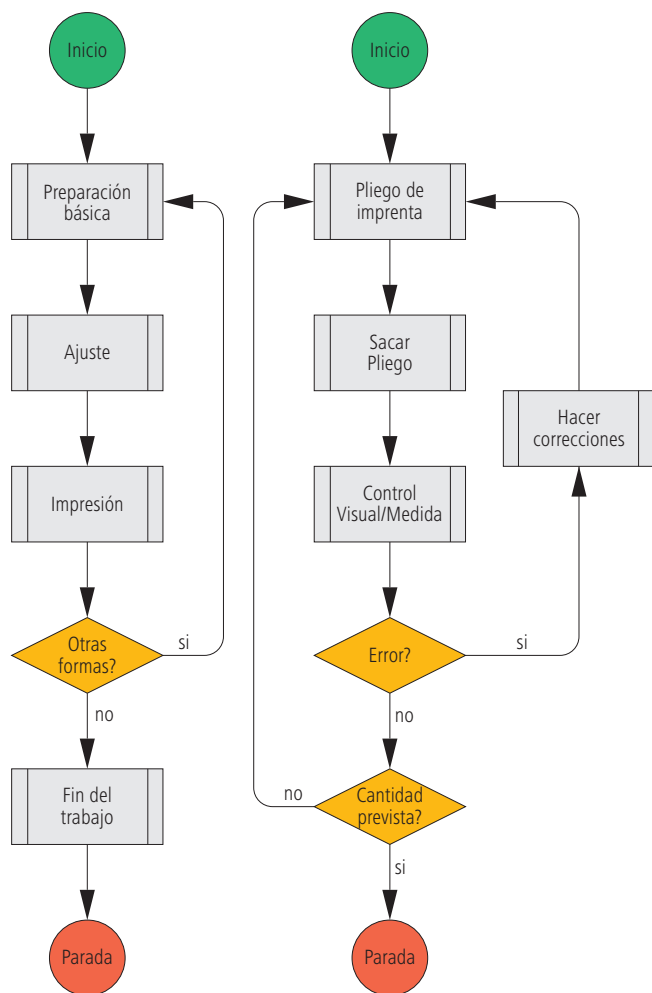 Inicio
Preparación
básica
Ajuste
Impresión
Otras
formas?
si
no
Fin del
trabajo
Parada
Inicio
Pliego de
imprenta
Sacar
Pliego
Hacer
correcciones
Control
Visual/Medida
Error?
si
no
Cantidad
prevista?
no
si
Parada